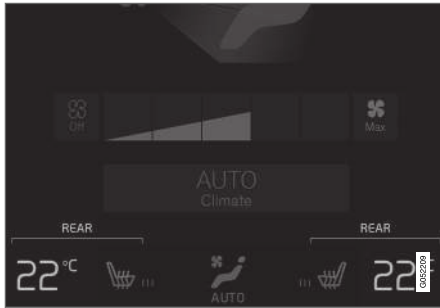 Off
Max
AUTO
Climate
REAR REAR
22°C 22
AUTO
G052209